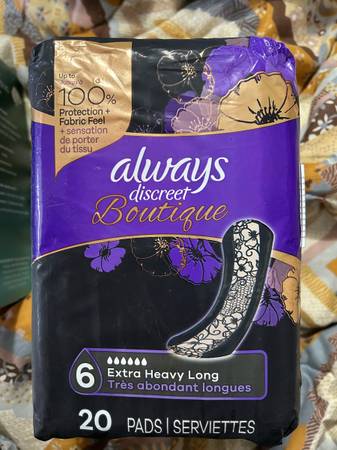 Up to
Jusqu'à
100%
Protection +
Fabric Feel
+ sensation
de porter
du tissu
always
discreet
Boutique
6 Extra Heavy Long
Très abondant longues
20 PADS | SERVIETTES